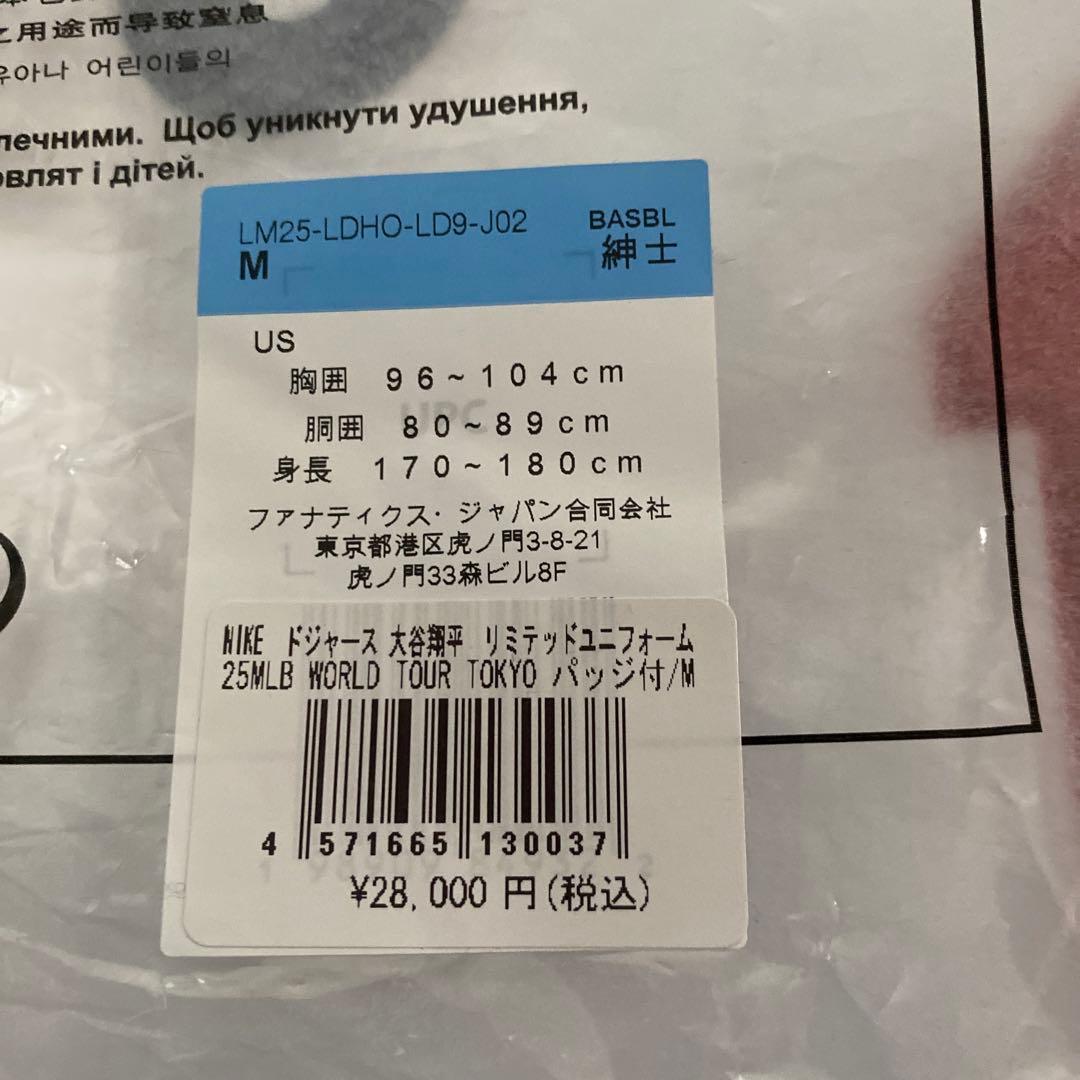 之用途而导致窒息
유아나 어린이들의
печними. Щоб уникнути удушення,
овлят і дітей.
LM25-LDHO-LD9-J02 BASBL
M 紳士
US
胸囲 96~104cm
胴囲 80~89cm
身長 170~180cm
ファナティクス・ジャパン合同会社
東京都港区虎ノ門3-8-21
虎ノ門33森ビル8F
NIKE ドジャース 大谷翔平 リミテッドユニフォーム
25MLB WORLD TOUR TOKYO パッジ付/M
4 571665 130037
¥28,000 円(税込)